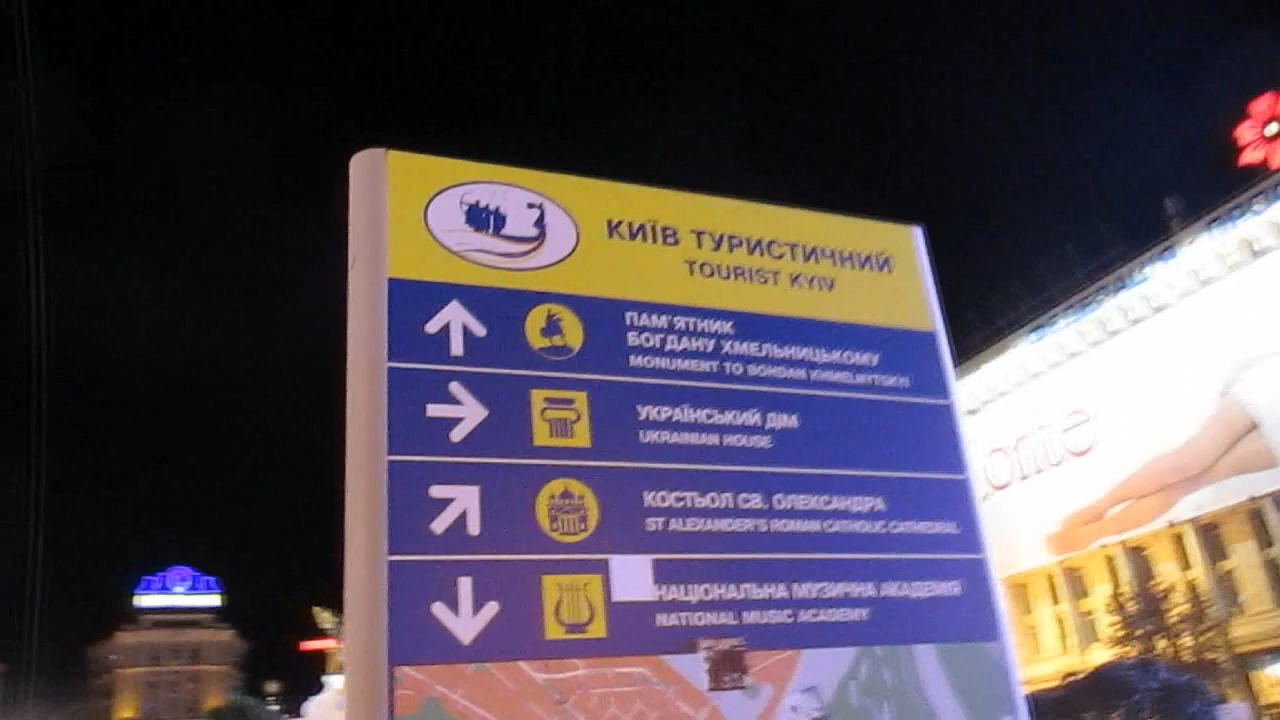 КИЇВ ТУРИСТИЧНИЙ
TOURIST KYIV
ПАМ'ЯТНИК
БОГДАНУ ХМЕЛЬНИЦЬКОМУ
MONUMENT TO BOHDAN KHMELNYTSKYI
УКРАЇНСЬКИЙ ДІМ
UKRAINIAN HOUSE
КОСТЬОЛ СВ. ОЛЕКСАНДРА
ST ALEXANDER'S ROMAN CATHOLIC CATHEDRAL
НАЦІОНАЛЬНА МУЗИЧНА АКАДЕМІЯ
NATIONAL MUSIC ACADEMY